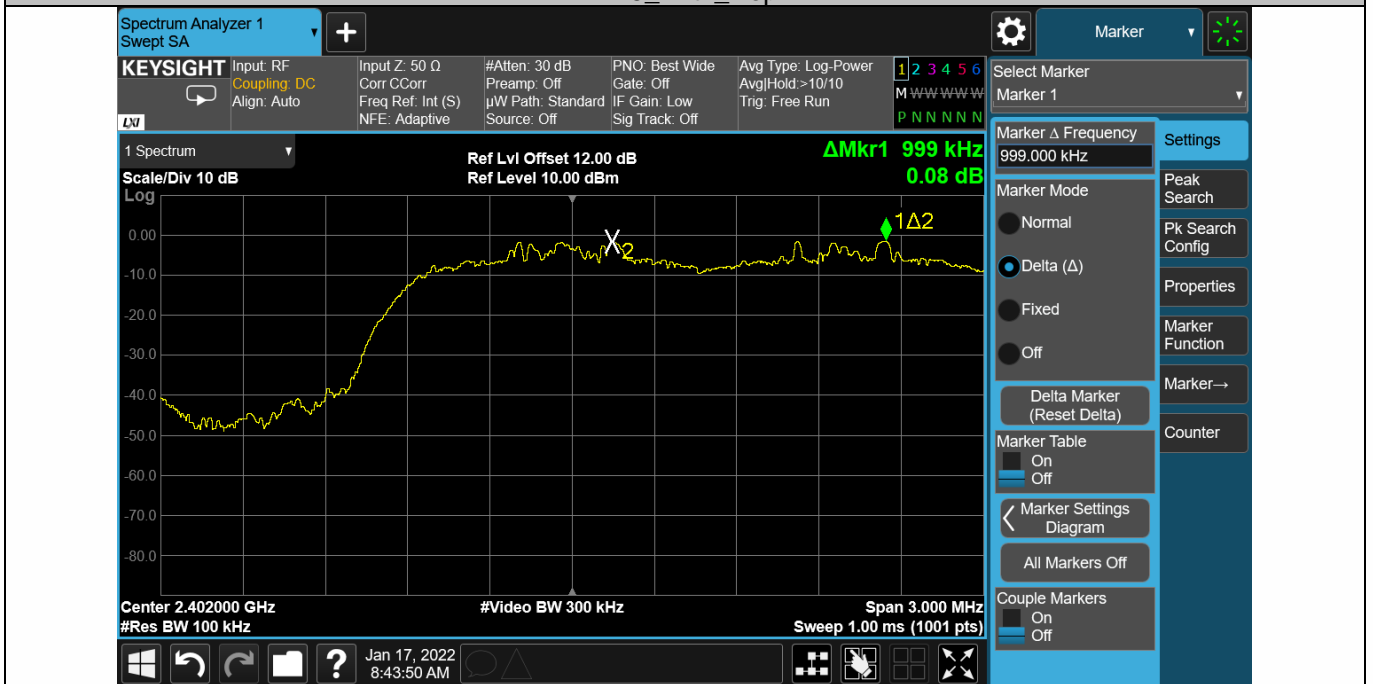 Spectrum Analyzer 1
Swept SA
▼
+
Marker
▼
KEYSIGHT
LXI
Input: RF
Coupling: DC
Align: Auto
Input Z: 50 Ω
Corr CCorr
Freq Ref: Int (S)
NFE: Adaptive
#Atten: 30 dB
Preamp: Off
µW Path: Standard
Source: Off
PNO: Best Wide
Gate: Off
IF Gain: Low
Sig Track: Off
Avg Type: Log-Power
Avg|Hold:>10/10
Trig: Free Run
1 2 3 4 5 6
M W W W W W
P N N N N N
1 Spectrum ▼
Scale/Div 10 dB
Log
Ref Lvl Offset 12.00 dB
Ref Level 10.00 dBm
ΔMkr1 999 kHz
0.08 dB
0.00
-10.0
-20.0
-30.0
-40.0
-50.0
-60.0
-70.0
-80.0
X2
1Δ2
Center 2.402000 GHz
#Res BW 100 kHz
#Video BW 300 kHz
Span 3.000 MHz
Sweep 1.00 ms (1001 pts)
Select Marker
Marker 1 ▼
Marker Δ Frequency
999.000 kHz
Marker Mode
Normal
Delta (Δ)
Fixed
Off
Delta Marker
(Reset Delta)
Marker Table
On
Off
Marker Settings
Diagram
All Markers Off
Couple Markers
On
Off
Settings
Peak
Search
Pk Search
Config
Properties
Marker
Function
Marker→
Counter
?
Jan 17, 2022
8:43:50 AM